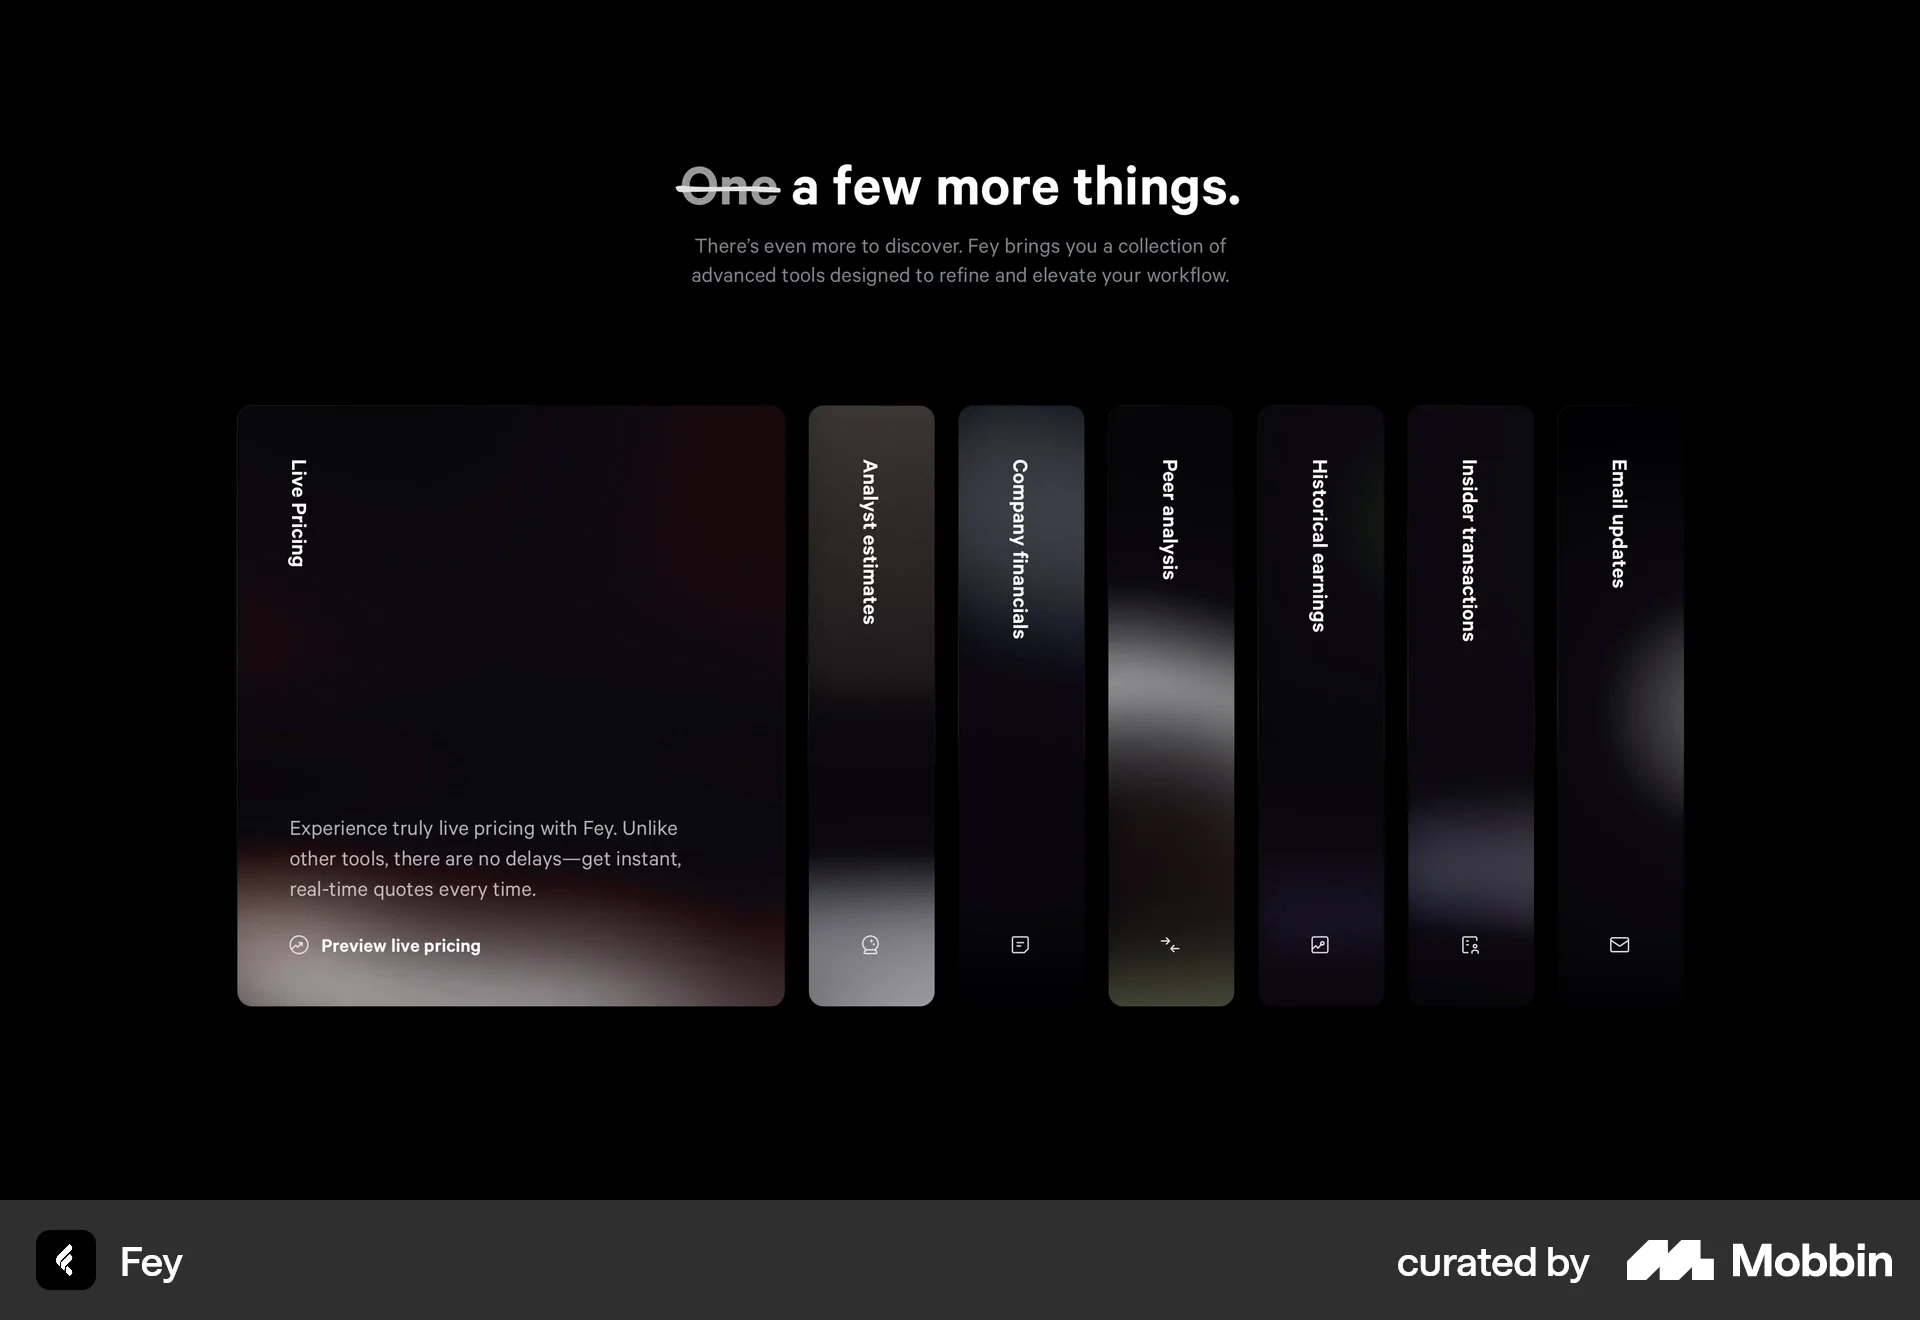 One a few more things.
There’s even more to discover. Fey brings you a collection of
advanced tools designed to refine and elevate your workflow.
Live Pricing
Experience truly live pricing with Fey. Unlike
other tools, there are no delays—get instant,
real-time quotes every time.
Preview live pricing
Analyst estimates
Company financials
Peer analysis
Historical earnings
Insider transactions
Email updates
Fey
curated by Mobbin